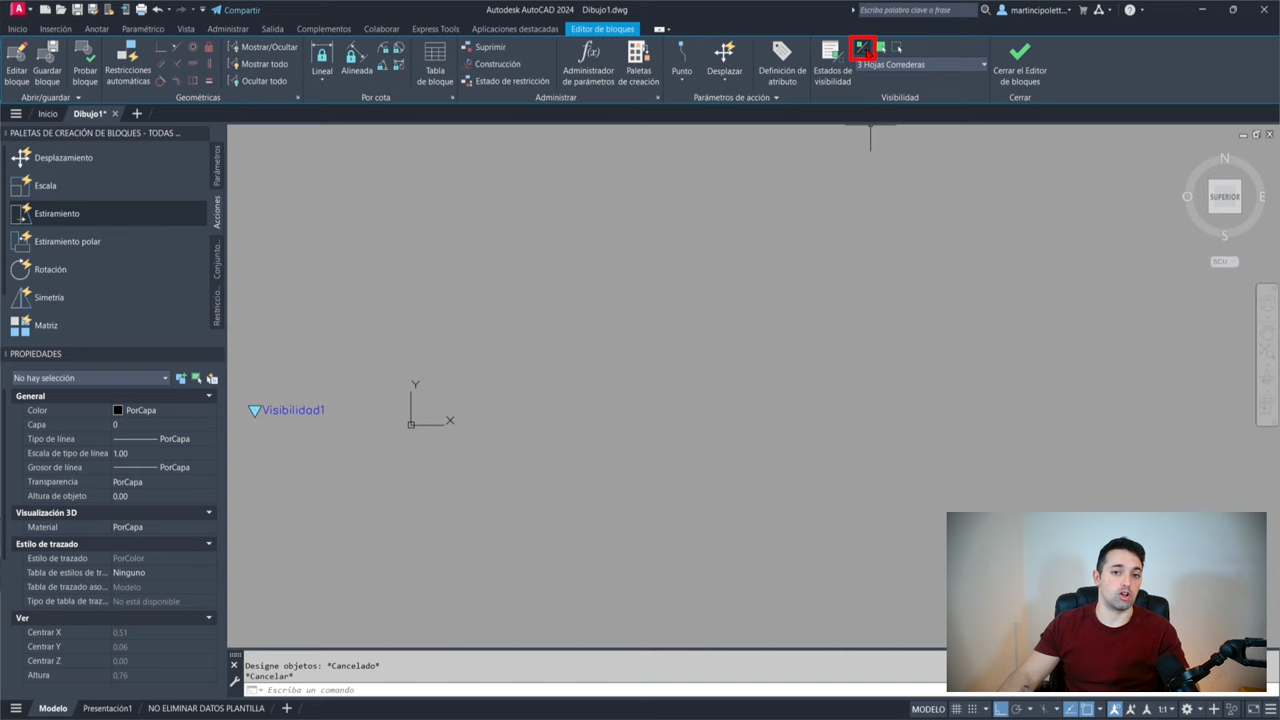 Compartir
Autodesk AutoCAD 2024 Dibujo1.dwg
Escriba palabra clave o frase
martincipolett...
Inicio Inserción Anotar Paramétrico Vista Administrar Salida Complementos Colaborar Express Tools Aplicaciones destacadas Editor de bloques
Editar bloque
Guardar bloque
Probar bloque
Restricciones automáticas
Mostrar/Ocultar
Mostrar todo
Ocultar todo
Lineal
Alineada
Tabla de bloque
Suprimir
Construcción
Estado de restricción
Administrador de parámetros
Paletas de creación
Punto
Desplazar
Definición de atributo
Estados de visibilidad
3 Hojas Correderas
Cerrar el Editor de bloques
Abrir/guardar
Geométricas
Por cota
Administrar
Parámetros de acción
Visibilidad
Cerrar
Inicio Dibujo1*
PALETAS DE CREACIÓN DE BLOQUES - TODAS ...
Desplazamiento
Escala
Estiramiento
Estiramiento polar
Rotación
Simetría
Matriz
Parámetros
Acciones
Conjunto...
Restriccio...
PROPIEDADES
No hay selección
General
Color PorCapa
Capa 0
Tipo de línea PorCapa
Escala de tipo de línea 1.00
Grosor de línea PorCapa
Transparencia PorCapa
Altura de objeto 0.00
Visualización 3D
Material PorCapa
Estilo de trazado
Estilo de trazado PorColor
Tabla de estilos de tr... Ninguno
Tabla de trazado aso... Modelo
Tipo de tabla de traz... No está disponible
Ver
Centrar X 0.51
Centrar Y 0.06
Centrar Z 0.00
Altura 0.76
Visibilidad1
Y
X
N
O SUPERIOR E
S
SCU
Designe objetos: *Cancelado*
*Cancelar*
Escriba un comando
Modelo Presentación1 NO ELIMINAR DATOS PLANTILLA
MODELO
1:1